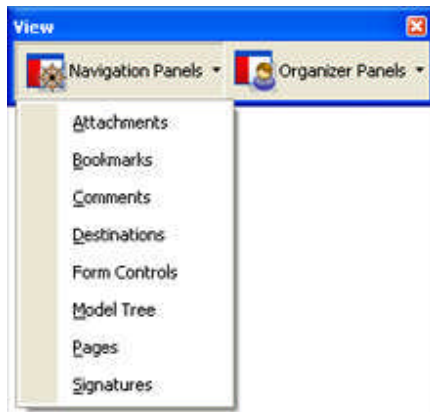 View
Navigation Panels Organizer Panels
Attachments
Bookmarks
Comments
Destinations
Form Controls
Model Tree
Pages
Signatures